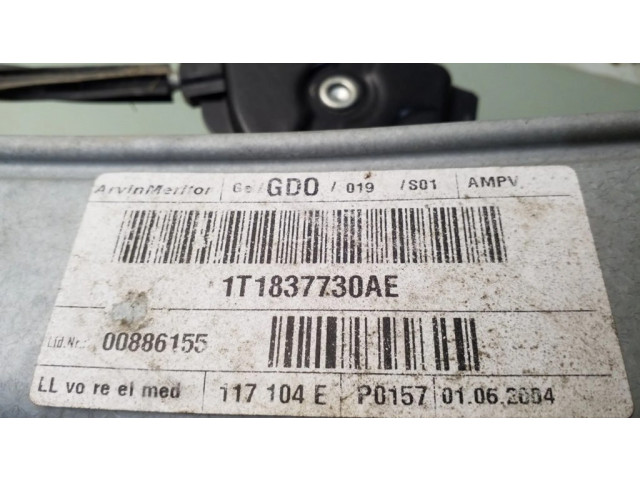 ArvinMeritor GDO / 019 /S01 AMPV
1T1837730AE
Lfd.Nr.: 00886155
LL vo re el med 117 104 E P0157 01.06.2004